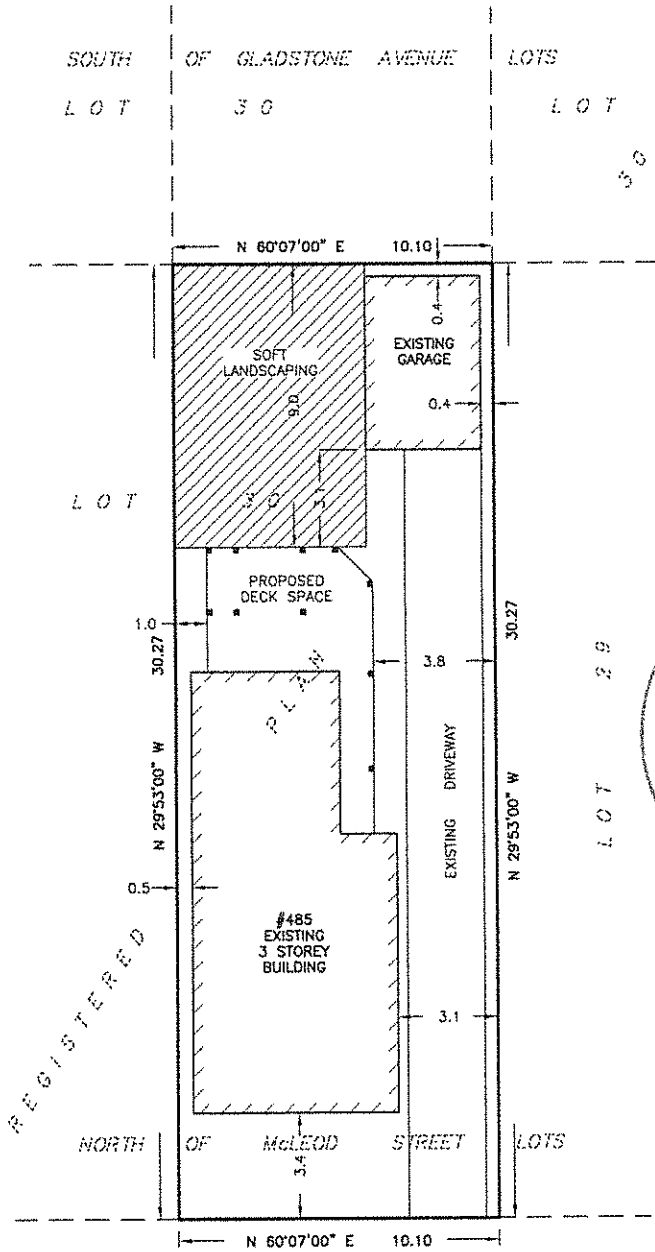 SOUTH OF GLADSTONE AVENUE LOTS
LOT 30 LOT
30
N 60°07'00" E 10.10
0.4
EXISTING
GARAGE
SOFT
LANDSCAPING
9.0
0.4
3.1
LOT 30
PROPOSED
DECK SPACE
1.0
30.27
30.27
3.8
PLAN
LOT 29
N 29°53'00" W
N 29°53'00" W
EXISTING DRIVEWAY
0.5
#485
EXISTING
3 STOREY
BUILDING
REGISTERED
3.1
NORTH OF McLEOD STREET LOTS
3.4
N 60°07'00" E 10.10